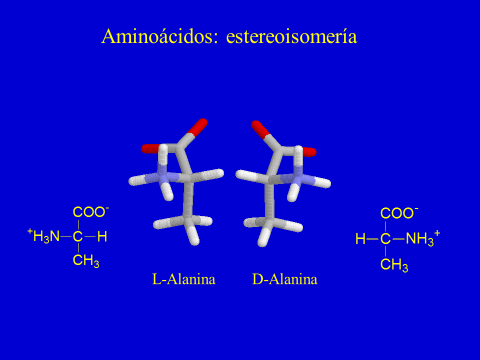 Aminoácidos: estereoisomería
COO-
+H3N-C-H
CH3
COO-
H-C-NH3+
CH3
L-Alanina
D-Alanina